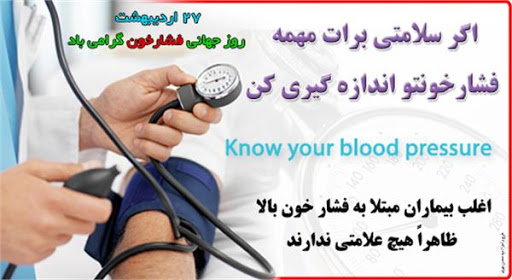 ۲۷ اردیبهشت
روز جهانی فشارخون گرامی باد
اگر سلامتی برات مهمه
فشارخونتو اندازه گیری کن
Know your blood pressure
اغلب بیماران مبتلا به فشار خون بالا
ظاهراً هیچ علامتی ندارند